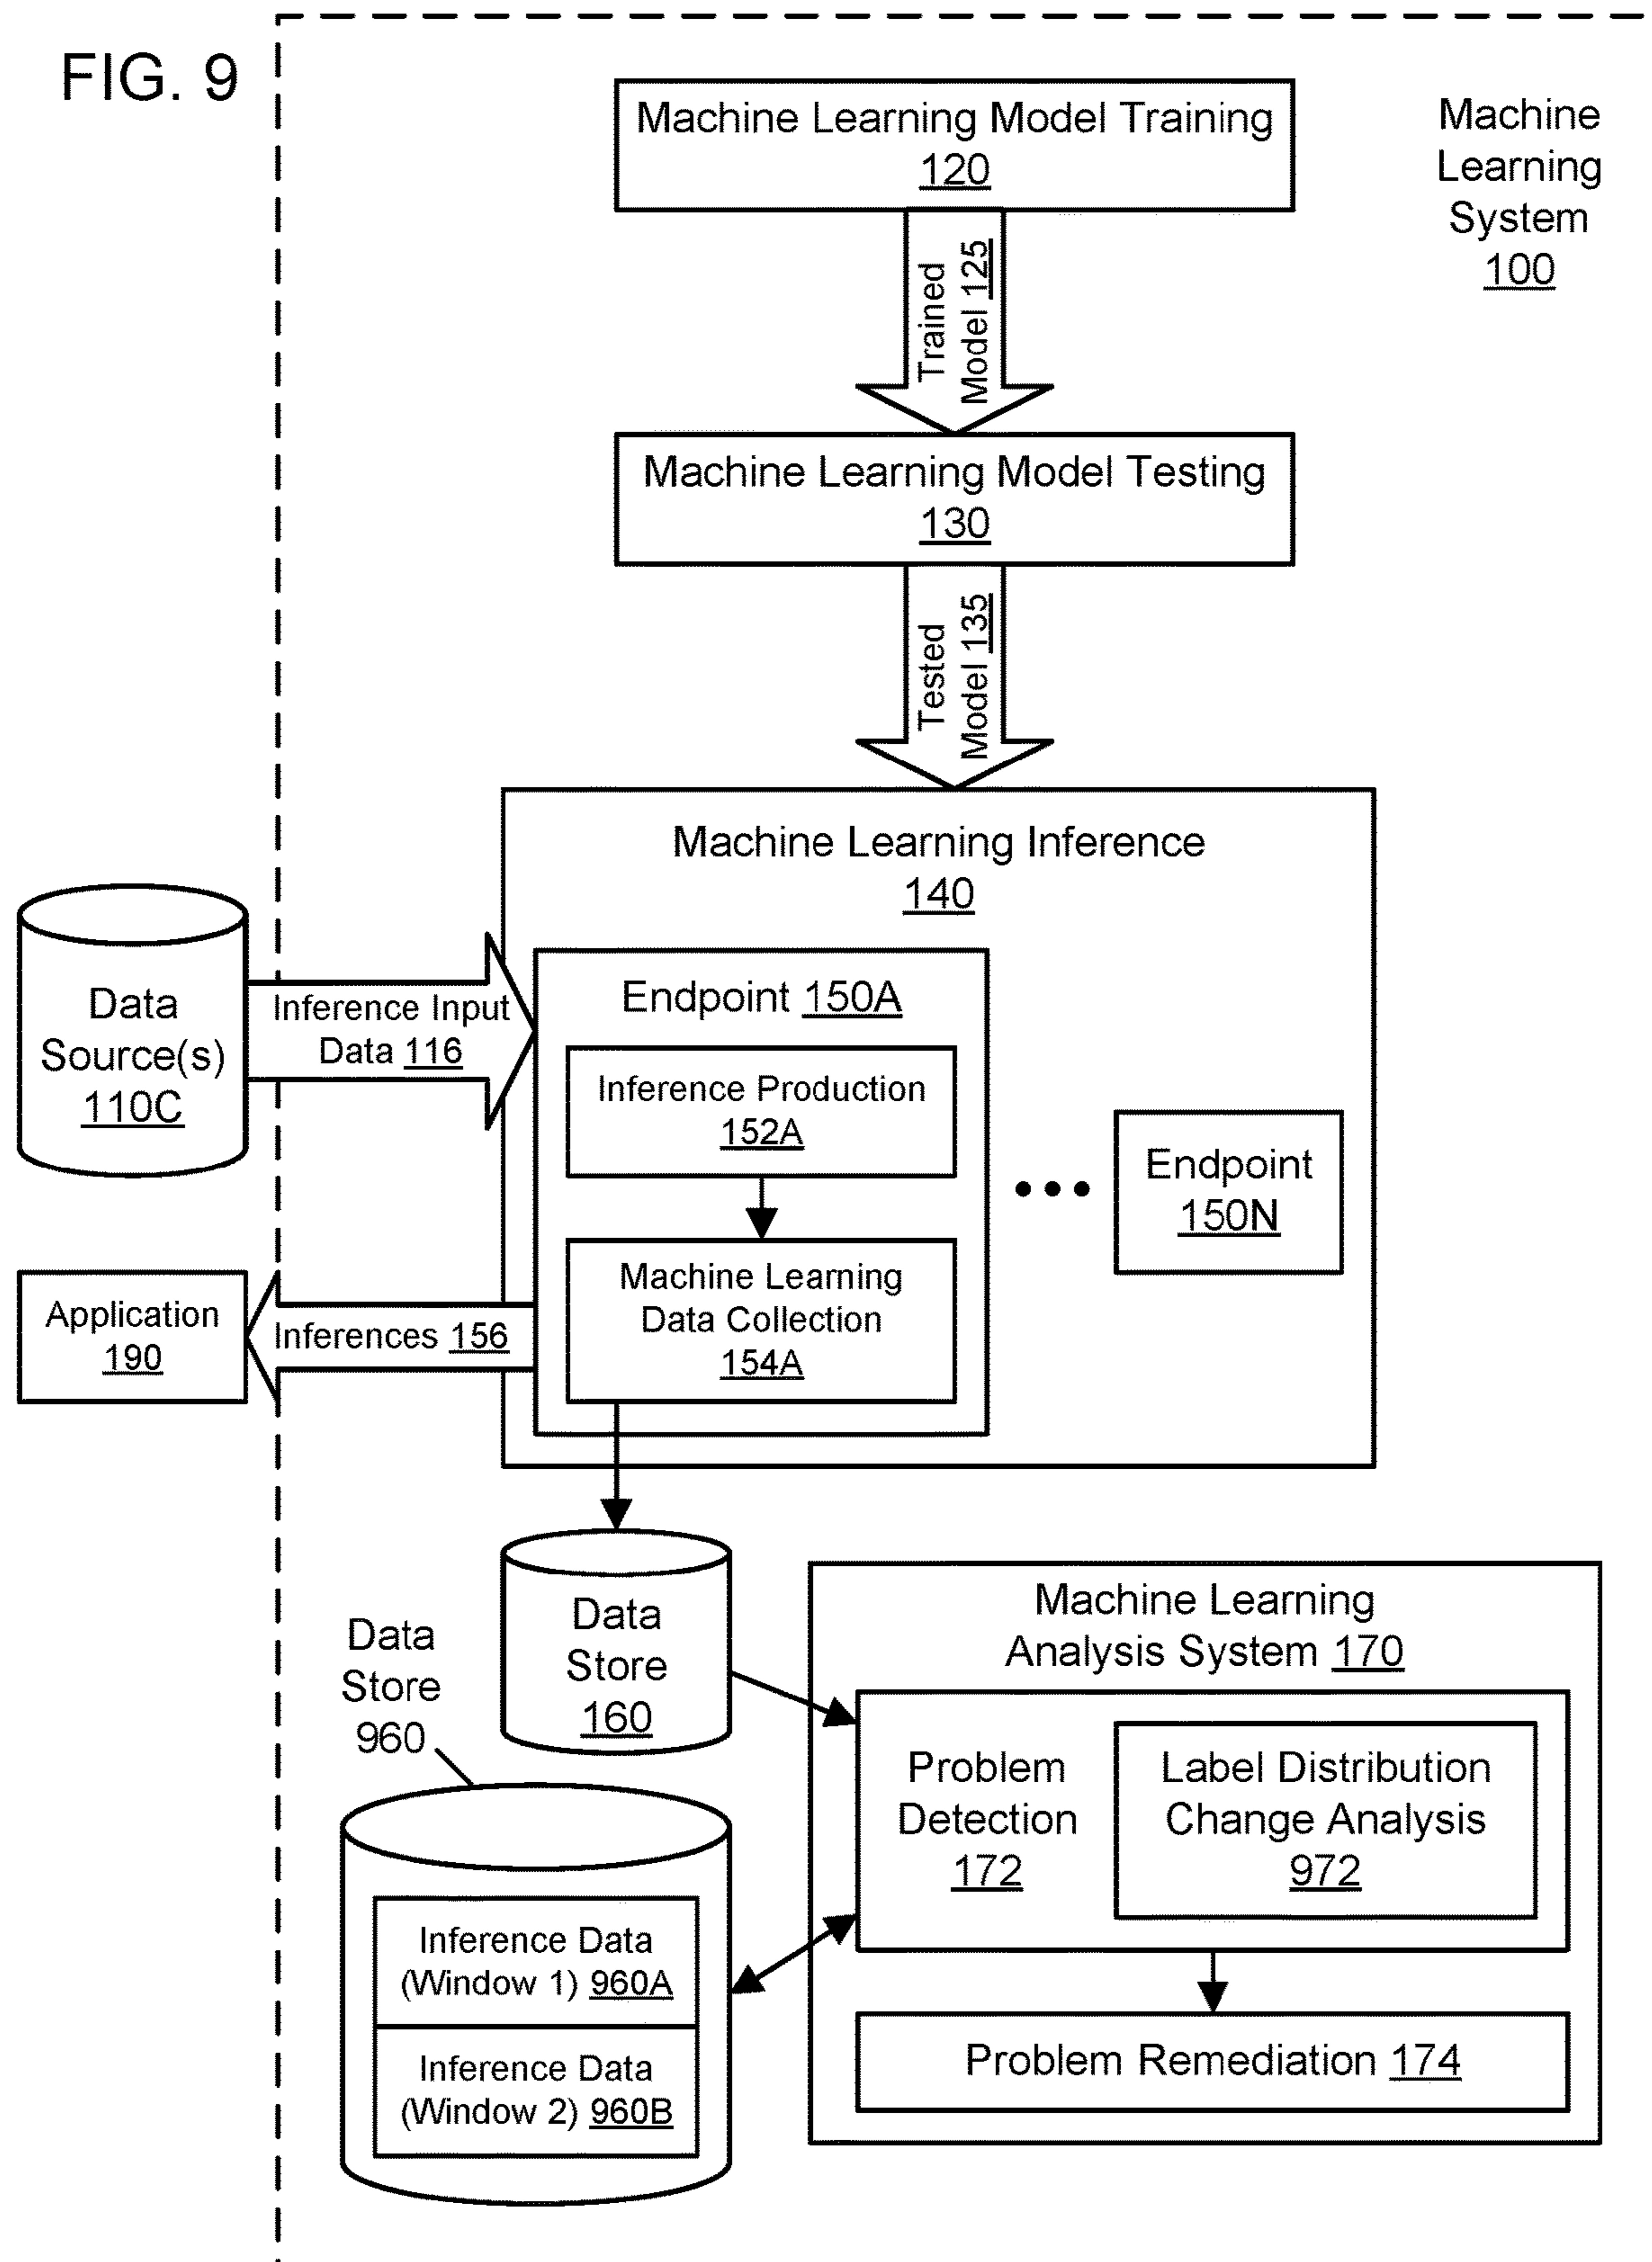 FIG. 9
Machine
Learning
System
100
Machine Learning Model Training
120
Trained
Model 125
Machine Learning Model Testing
130
Tested
Model 135
Machine Learning Inference
140
Data
Source(s)
110C
Inference Input
Data 116
Endpoint 150A
Inference Production
152A
Machine Learning
Data Collection
154A
Endpoint
150N
Application
190
Inferences 156
Data
Store
160
Data
Store
960
Inference Data
(Window 1) 960A
Inference Data
(Window 2) 960B
Machine Learning
Analysis System 170
Problem
Detection
172
Label Distribution
Change Analysis
972
Problem Remediation 174